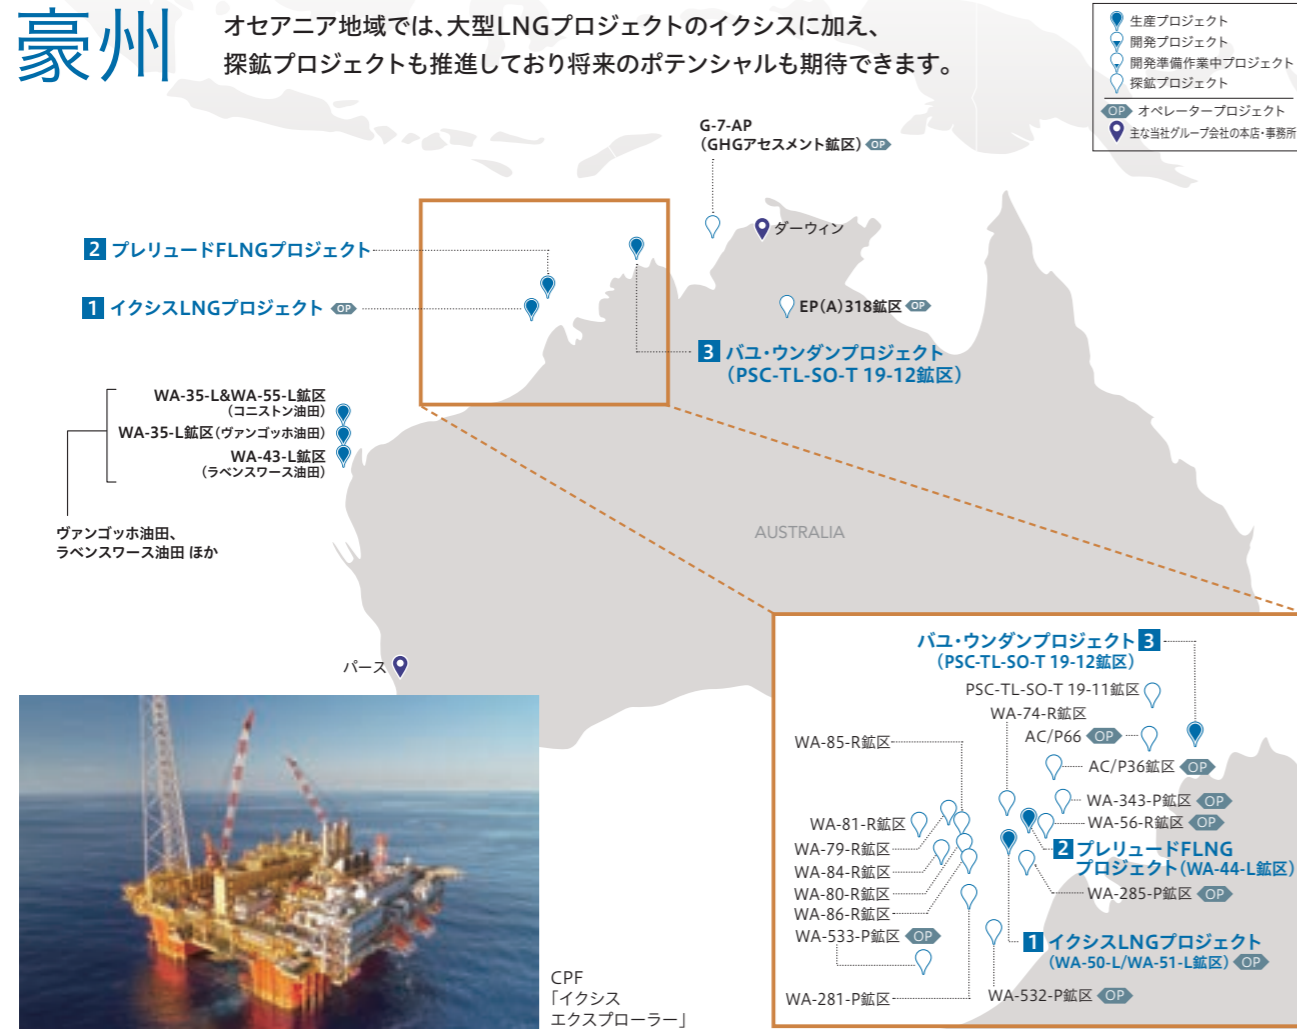 豪州
オセアニア地域では、大型LNGプロジェクトのイクシスに加え、
探鉱プロジェクトも推進しており将来のポテンシャルも期待できます。
生産プロジェクト
開発プロジェクト
開発準備作業中プロジェクト
探鉱プロジェクト
OP オペレータープロジェクト
主な当社グループ会社の本店・事務所
G-7-AP
(GHGアセスメント鉱区) OP
ダーウィン
2 プレリュードFLNGプロジェクト
1 イクシスLNGプロジェクト OP
EP(A)318鉱区 OP
3 バユ・ウンダンプロジェクト
(PSC-TL-SO-T 19-12鉱区)
WA-35-L&WA-55-L鉱区
(コニストン油田)
WA-35-L鉱区(ヴァンゴッホ油田)
WA-43-L鉱区
(ラベンスワース油田)
ヴァンゴッホ油田、
ラベンスワース油田 ほか
AUSTRALIA
パース
CPF
「イクシス
エクスプローラー」
バユ・ウンダンプロジェクト 3
(PSC-TL-SO-T 19-12鉱区)
PSC-TL-SO-T 19-11鉱区
WA-74-R鉱区
AC/P66 OP
WA-85-R鉱区
AC/P36鉱区 OP
WA-343-P鉱区 OP
WA-81-R鉱区
WA-56-R鉱区 OP
WA-79-R鉱区
2 プレリュードFLNG
プロジェクト(WA-44-L鉱区)
WA-84-R鉱区
WA-80-R鉱区
WA-285-P鉱区 OP
WA-86-R鉱区
WA-533-P鉱区 OP
1 イクシスLNGプロジェクト
(WA-50-L/WA-51-L鉱区) OP
WA-281-P鉱区
WA-532-P鉱区 OP